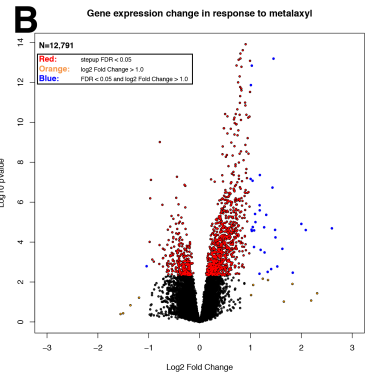 B
Gene expression change in response to metalaxyl
N=12,791
Red: stepup FDR < 0.05
Orange: log2 Fold Change > 1.0
Blue: FDR < 0.05 and log2 Fold Change > 1.0
14
12
10
8
6
4
2
0
−3 −2 −1 0 1 2 3
Log2 Fold Change